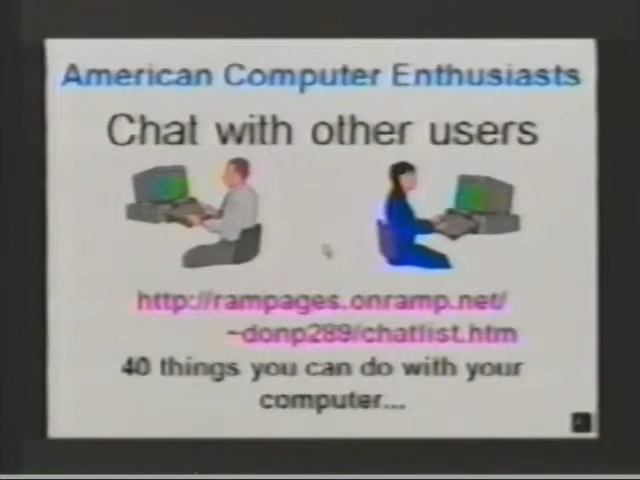 American Computer Enthusiasts
Chat with other users
http://rampages.onramp.net/
~donp289/chatlist.htm
40 things you can do with your
computer...